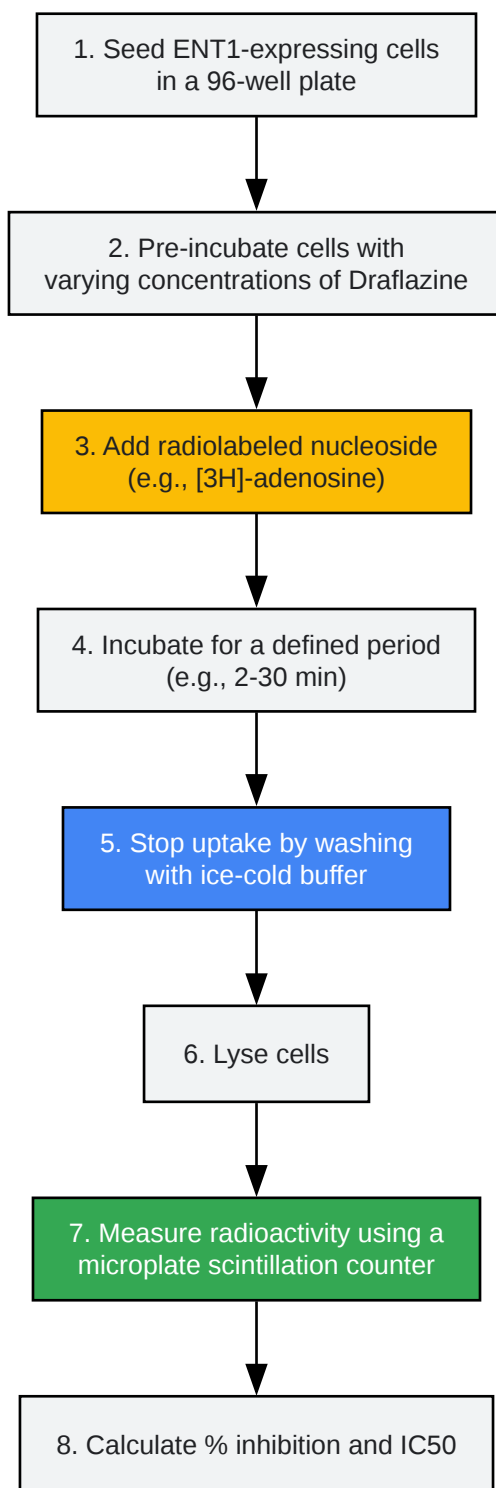 1. Seed ENT1-expressing cells
in a 96-well plate
2. Pre-incubate cells with
varying concentrations of Draflazine
3. Add radiolabeled nucleoside
(e.g., [3H]-adenosine)
4. Incubate for a defined period
(e.g., 2-30 min)
5. Stop uptake by washing
with ice-cold buffer
6. Lyse cells
7. Measure radioactivity using a
microplate scintillation counter
8. Calculate % inhibition and IC50